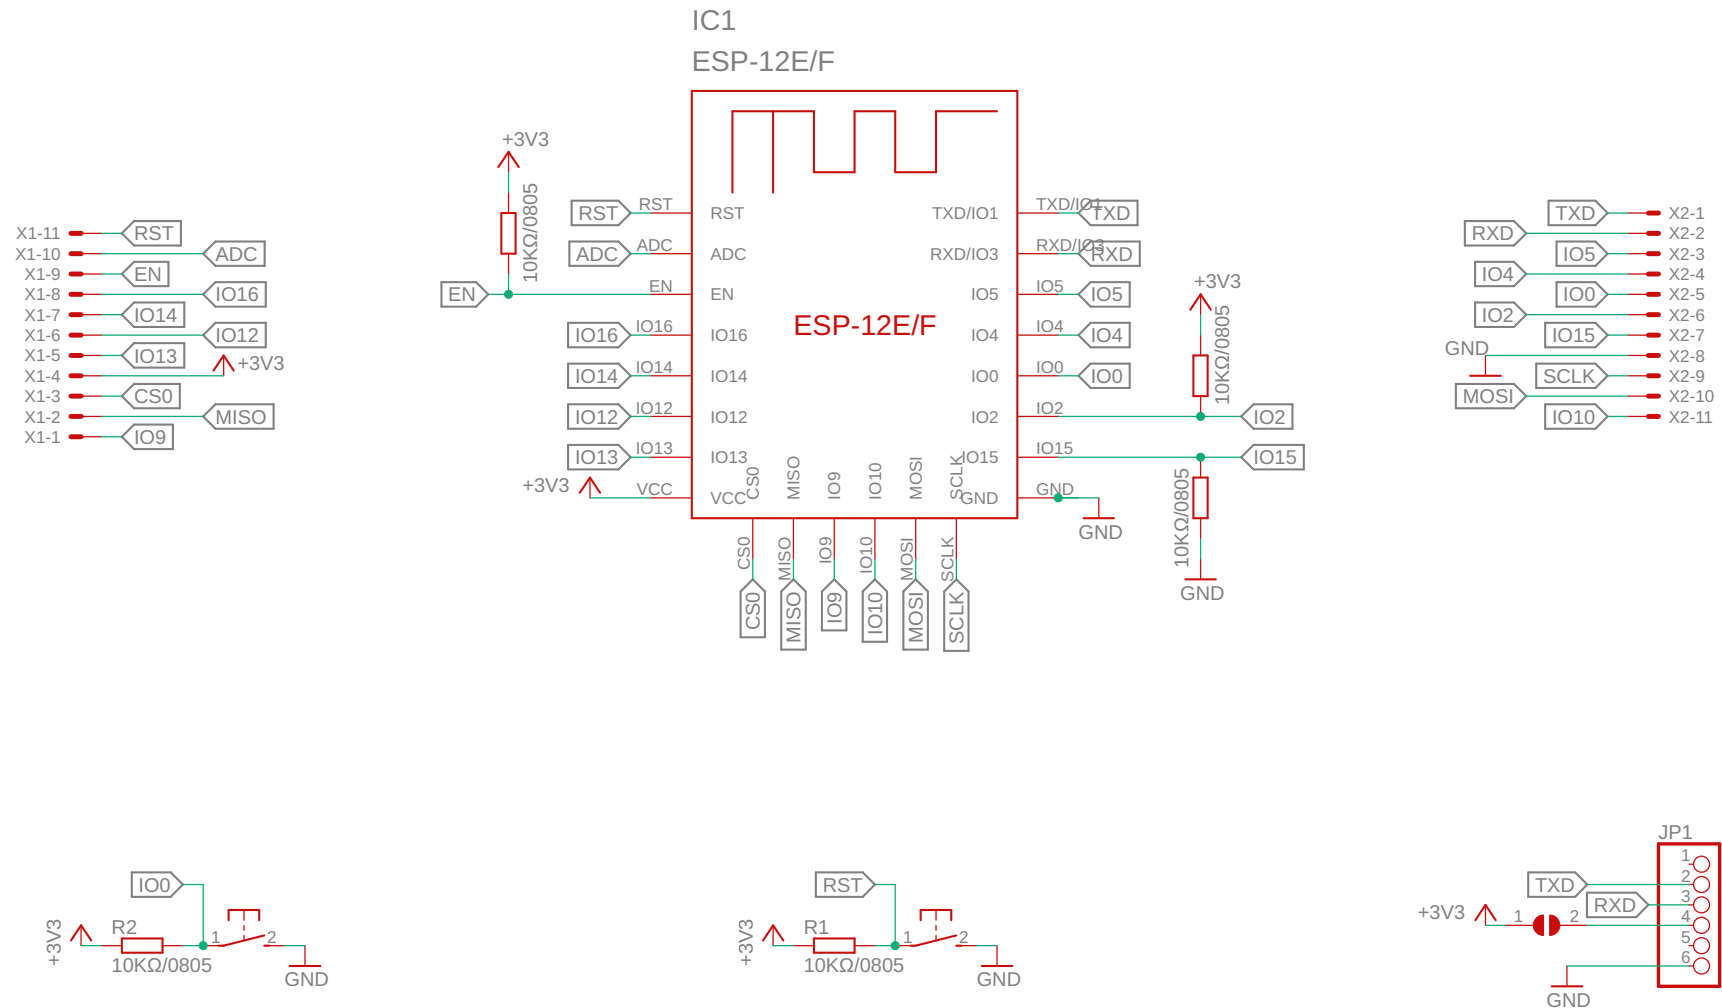 IC1
ESP-12E/F
+3V3
10KΩ/0805
RST RST RST
ADC ADC ADC
EN EN EN
IO16 IO16 IO16
IO14 IO14 IO14
IO12 IO12 IO12
IO13 IO13 IO13
+3V3 VCC VCC
ESP-12E/F
TXD/IO1 TXD/IO1 TXD
RXD/IO3 RXD/IO3 RXD
IO5 IO5 IO5
IO4 IO4 IO4
IO0 IO0 IO0
IO2 IO2 IO2
IO15 IO15 IO15
GND GND
GND
+3V3
10KΩ/0805
10KΩ/0805
GND
CS0 MISO IO9 IO10 MOSI SCLK
CS0 MISO IO9 IO10 MOSI SCLK
CS0 MISO IO9 IO10 MOSI SCLK
X1-11 RST
X1-10 ADC
X1-9 EN
X1-8 IO16
X1-7 IO14
X1-6 IO12
X1-5 IO13
X1-4 +3V3
X1-3 CS0
X1-2 MISO
X1-1 IO9
TXD X2-1
RXD X2-2
IO5 X2-3
IO4 X2-4
IO0 X2-5
IO2 X2-6
IO15 X2-7
GND X2-8
SCLK X2-9
MOSI X2-10
IO10 X2-11
IO0
+3V3
R2
1 2
10KΩ/0805
GND
RST
+3V3
R1
1 2
10KΩ/0805
GND
JP1
1
TXD 2
RXD 3
+3V3 1 2 4
5
6
GND